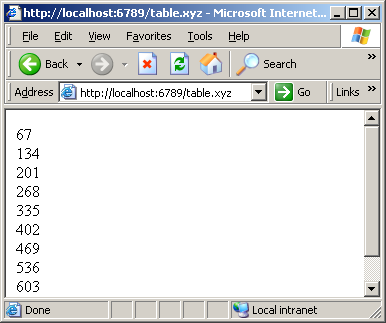 http://localhost:6789/table.xyz - Microsoft Internet...
File Edit View Favorites Tools Help
Back Search
Address http://localhost:6789/table.xyz Go Links
67
134
201
268
335
402
469
536
603
Done Local intranet